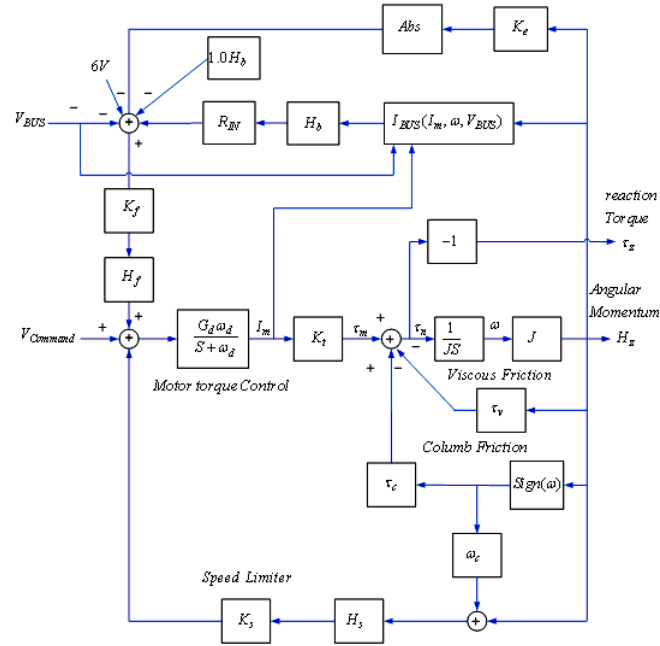 Abs
K_e
6V
1.0 H_b
V_BUS
R_IN
H_b
I_BUS(I_m, ω, V_BUS)
K_f
reaction
Torque
τ_z
-1
H_f
Angular
Momentum
H_z
V_Command
G_d ω_d
S + ω_d
I_m
K_t
τ_m
τ_n
1
JS
ω
J
Motor torque Control
Viscous Friction
τ_v
Columb Friction
τ_c
Sign(ω)
ω_c
Speed Limiter
K_s
H_s